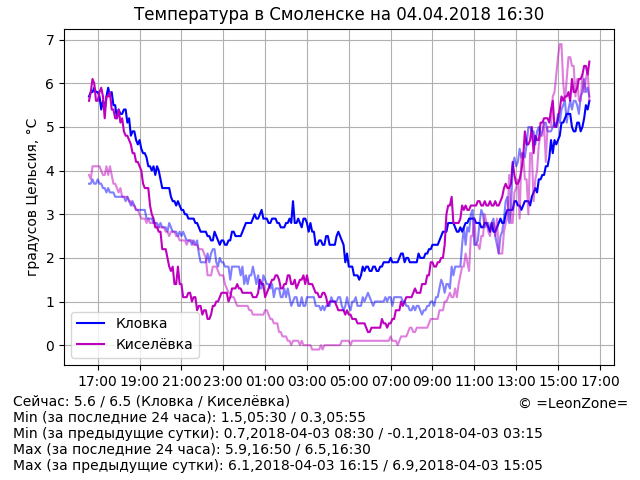 Температура в Смоленске на 04.04.2018 16:30
градусов Цельсия, °C
7
6
5
4
3
2
1
0
Кловка
Киселёвка
17:00 19:00 21:00 23:00 01:00 03:00 05:00 07:00 09:00 11:00 13:00 15:00 17:00
Сейчас: 5.6 / 6.5 (Кловка / Киселёвка)
© =LeonZone=
Min (за последние 24 часа): 1.5,05:30 / 0.3,05:55
Min (за предыдущие сутки): 0.7,2018-04-03 08:30 / -0.1,2018-04-03 03:15
Max (за последние 24 часа): 5.9,16:50 / 6.5,16:30
Max (за предыдущие сутки): 6.1,2018-04-03 16:15 / 6.9,2018-04-03 15:05